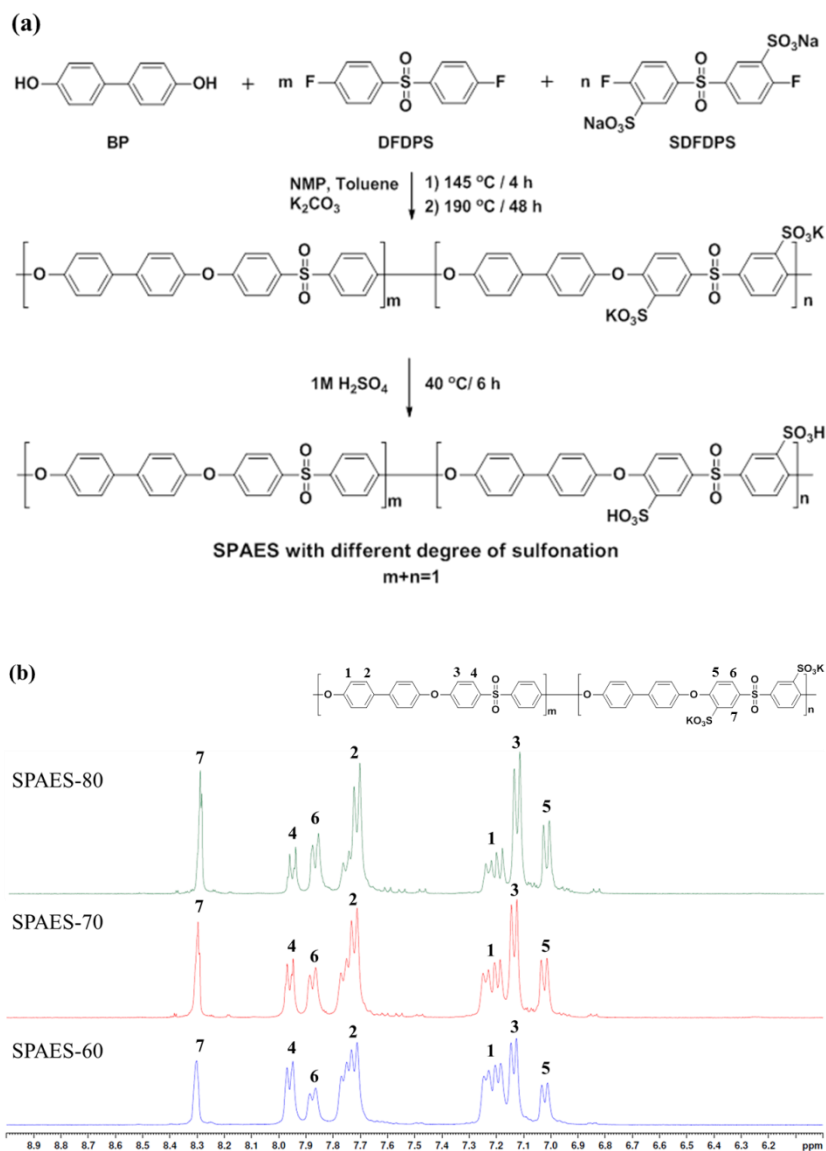 (a)
HO
OH
+
m
F
S
O
O
F
+
n
F
S
O
O
F
SO₃Na
NaO₃S
BP
DFDPS
SDFDPS
NMP, Toluene
K₂CO₃
1) 145 °C / 4 h
2) 190 °C / 48 h
O
O
S
O
O
m
O
O
S
O
O
SO₃K
KO₃S
n
1M H₂SO₄
40 °C/ 6 h
O
O
S
O
O
m
O
O
S
O
O
SO₃H
HO₃S
n
SPAES with different degree of sulfonation
m+n=1
(b)
1 2 3 4 5 6 7
O
O
S
O
O
m
O
O
S
O
O
SO₃K
KO₃S
n
SPAES-80
7 4 6 2 1 3 5
SPAES-70
7 4 6 2 1 3 5
SPAES-60
7 4 6 2 1 3 5
8.9 8.8 8.7 8.6 8.5 8.4 8.3 8.2 8.1 8.0 7.9 7.8 7.7 7.6 7.5 7.4 7.3 7.2 7.1 7.0 6.9 6.8 6.7 6.6 6.5 6.4 6.3 6.2 ppm